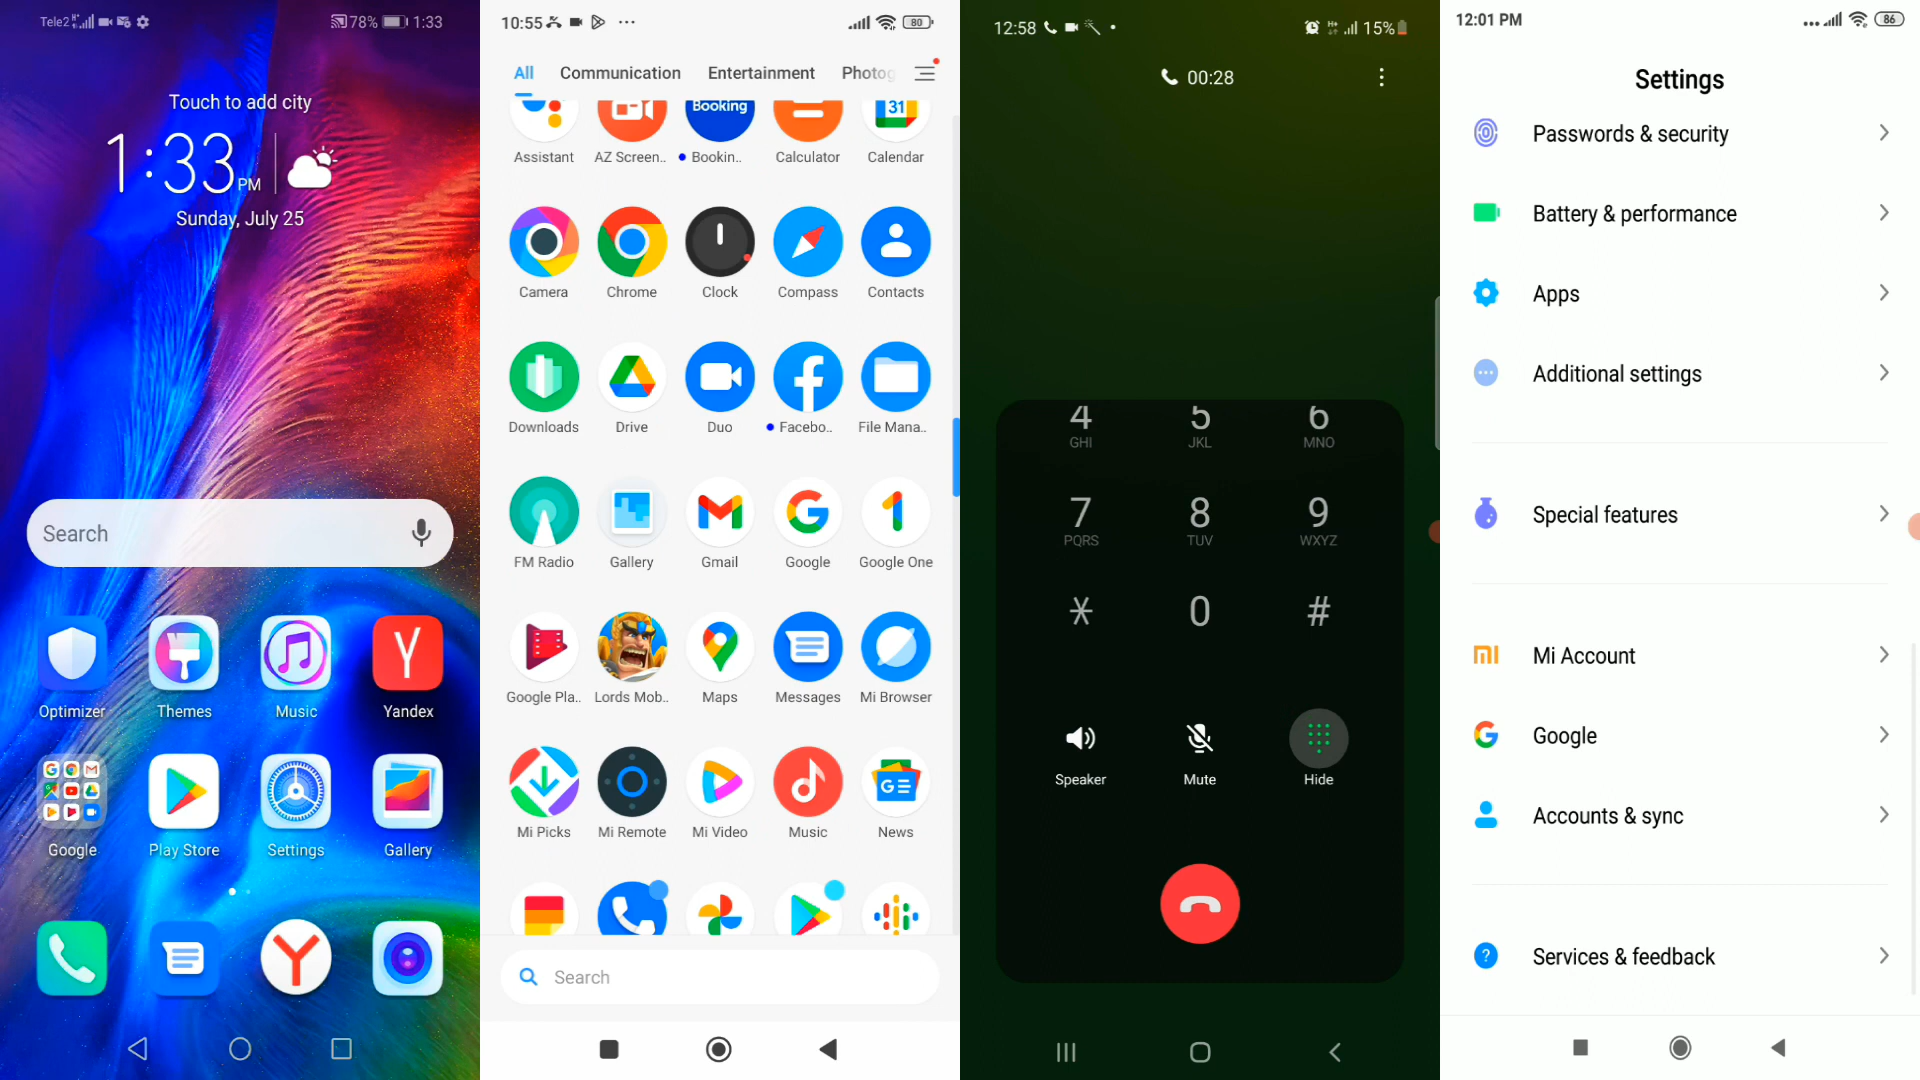 Tele2
78%
1:33
Touch to add city
1:33 PM
Sunday, July 25
Search
Optimizer
Themes
Music
Yandex
Google
Play Store
Settings
Gallery
10:55
80
All
Communication
Entertainment
Photog
Booking
31
Assistant
AZ Screen..
Bookin..
Calculator
Calendar
Camera
Chrome
Clock
Compass
Contacts
Downloads
Drive
Duo
Facebo..
File Mana..
FM Radio
Gallery
Gmail
Google
Google One
Google Pla..
Lords Mob..
Maps
Messages
Mi Browser
GE
Mi Picks
Mi Remote
Mi Video
Music
News
Search
12:58
15%
00:28
4
5
6
GHI
JKL
MNO
7
8
9
PQRS
TUV
WXYZ
*
0
#
Speaker
Mute
Hide
12:01 PM
86
Settings
Passwords & security
Battery & performance
Apps
Additional settings
Special features
Mi Account
Google
Accounts & sync
Services & feedback